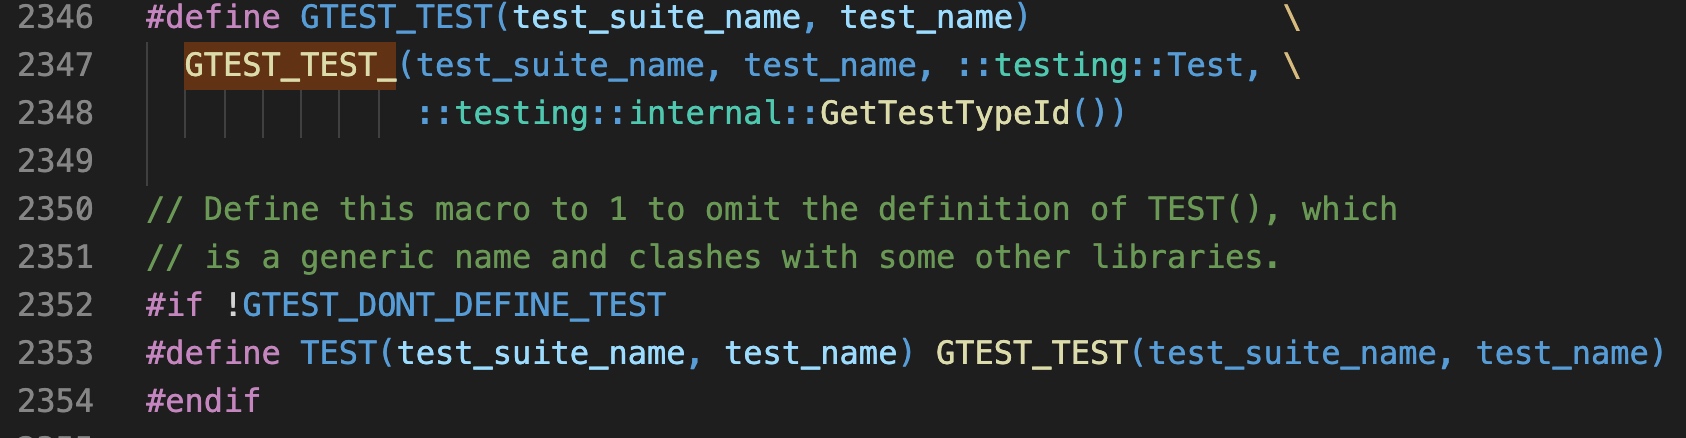 2346 #define GTEST_TEST(test_suite_name, test_name) \
2347 GTEST_TEST_(test_suite_name, test_name, ::testing::Test, \
2348 ::testing::internal::GetTestTypeId())
2349
2350 // Define this macro to 1 to omit the definition of TEST(), which
2351 // is a generic name and clashes with some other libraries.
2352 #if !GTEST_DONT_DEFINE_TEST
2353 #define TEST(test_suite_name, test_name) GTEST_TEST(test_suite_name, test_name)
2354 #endif